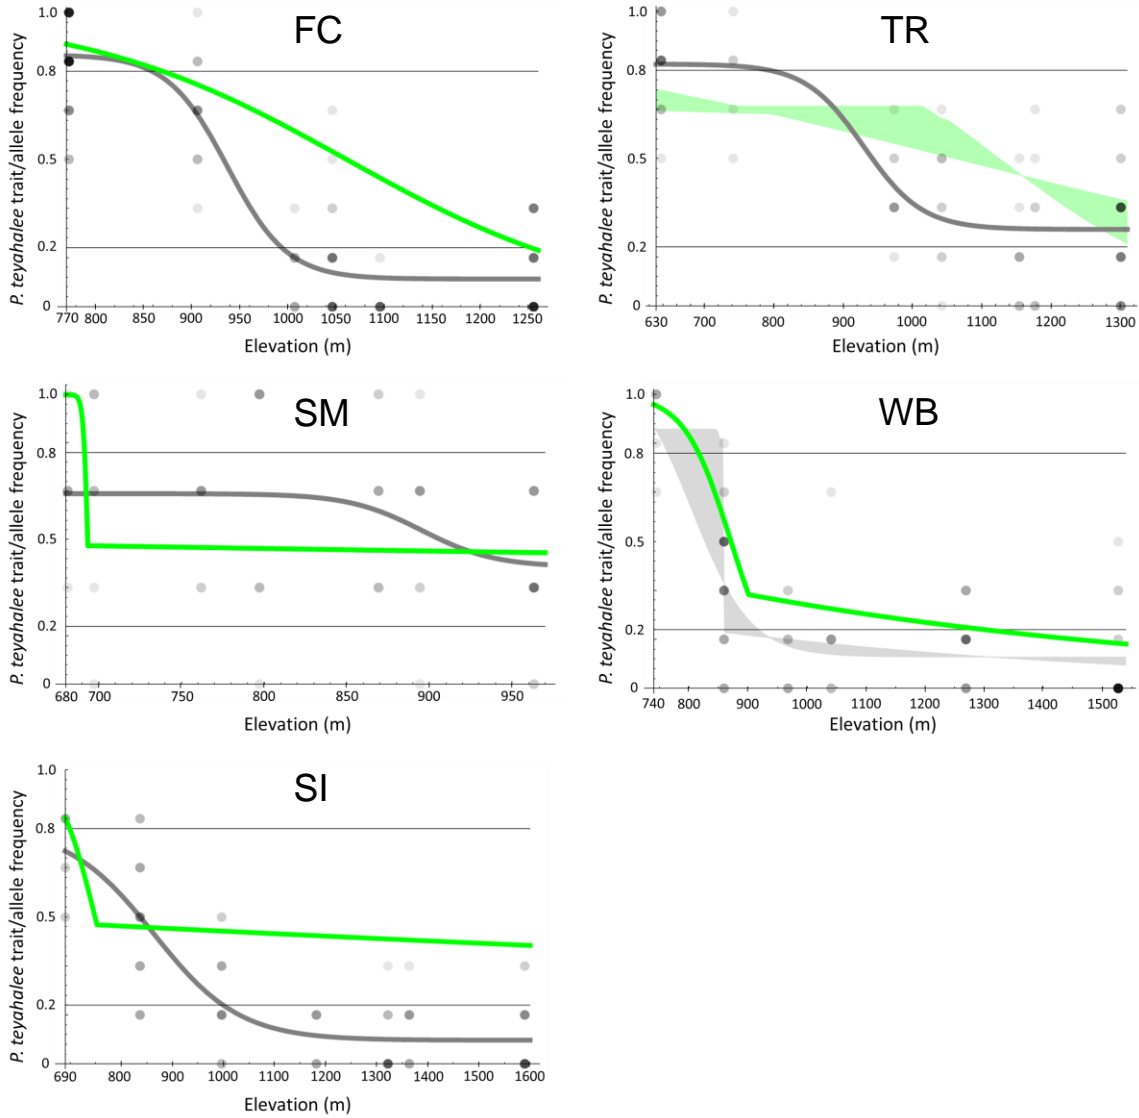 FC
P. teyahalee trait/allele frequency
1.0
0.8
0.5
0.2
0
770 800 850 900 950 1000 1050 1100 1150 1200 1250
Elevation (m)
TR
P. teyahalee trait/allele frequency
1.0
0.8
0.5
0.2
0
630 700 800 900 1000 1100 1200 1300
Elevation (m)
SM
P. teyahalee trait/allele frequency
1.0
0.8
0.5
0.2
0
680 700 750 800 850 900 950
Elevation (m)
WB
P. teyahalee trait/allele frequency
1.0
0.8
0.5
0.2
0
740 800 900 1000 1100 1200 1300 1400 1500
Elevation (m)
SI
P. teyahalee trait/allele frequency
1.0
0.8
0.5
0.2
0
690 800 900 1000 1100 1200 1300 1400 1500 1600
Elevation (m)